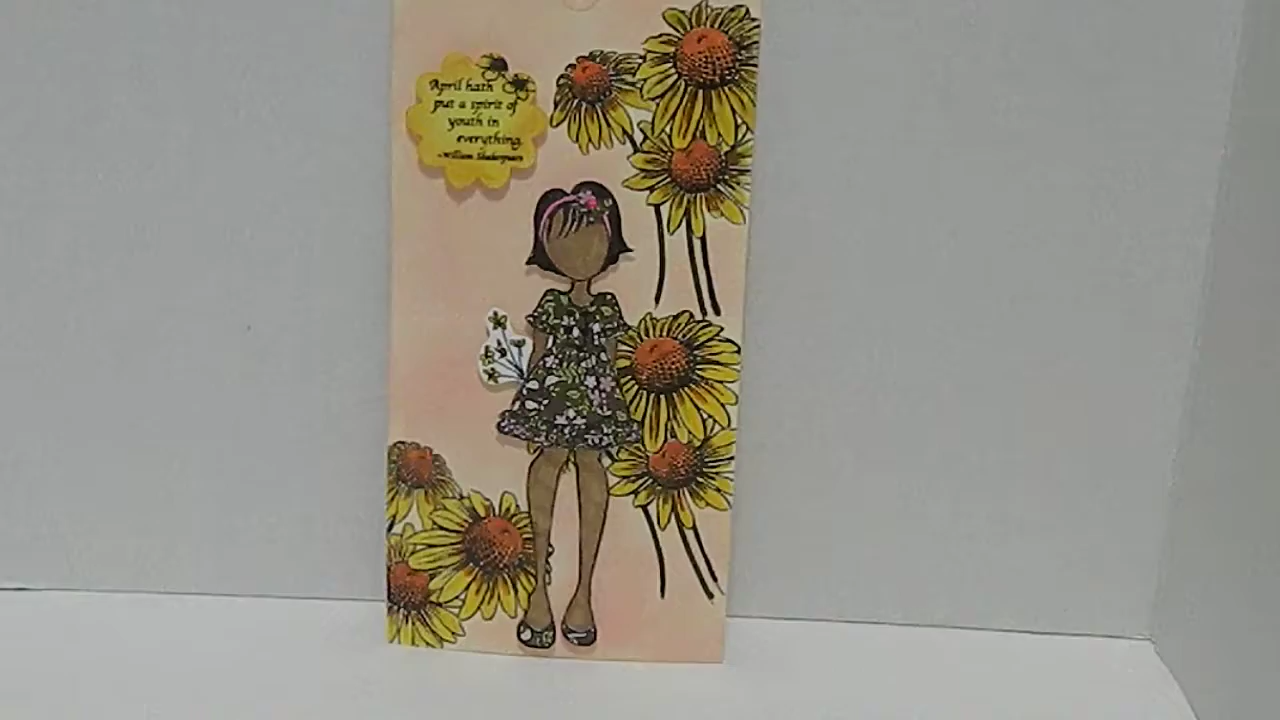 April hath
put a spirit of
youth in
everything.
-William Shakespeare